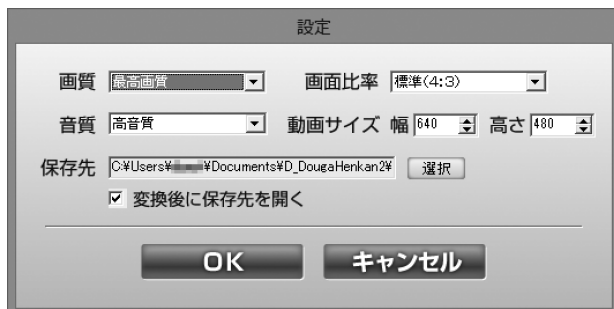 設定
画質 最高画質 画面比率 標準(4:3)
音質 高音質 動画サイズ 幅 640 高さ 480
保存先 C:¥Users¥ ¥Documents¥D_DougaHenkan2¥ 選択
変換後に保存先を開く
OK キャンセル